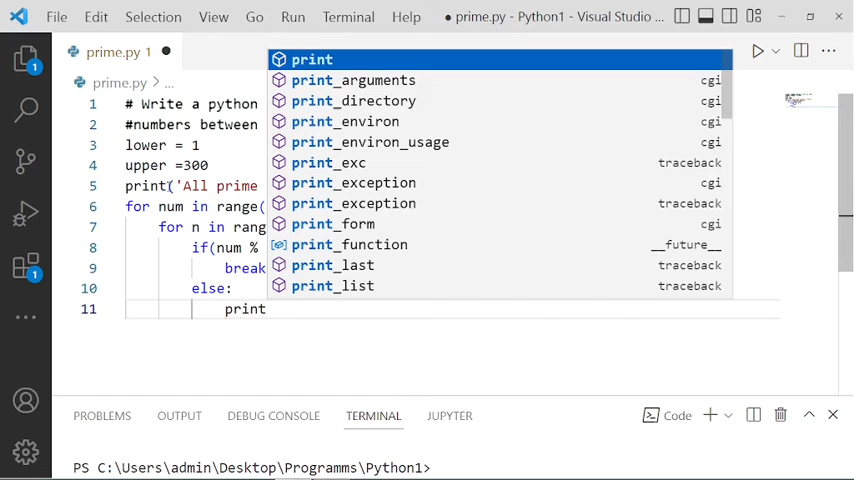 File Edit Selection View Go Run Terminal Help ● prime.py - Python1 - Visual Studio ...
prime.py 1 ●
prime.py > ...
1 # Write a python
2 #numbers between
3 lower = 1
4 upper =300
5 print('All prime
6 for num in range(
7 for n in rang
8 if(num %
9 break
10 else:
11 print
print
print_arguments cgi
print_directory cgi
print_environ cgi
print_environ_usage cgi
print_exc traceback
print_exception cgi
print_exception traceback
print_form cgi
print_function __future__
print_last traceback
print_list traceback
1
1
PROBLEMS OUTPUT DEBUG CONSOLE TERMINAL JUPYTER Code
PS C:\Users\admin\Desktop\Programms\Python1>